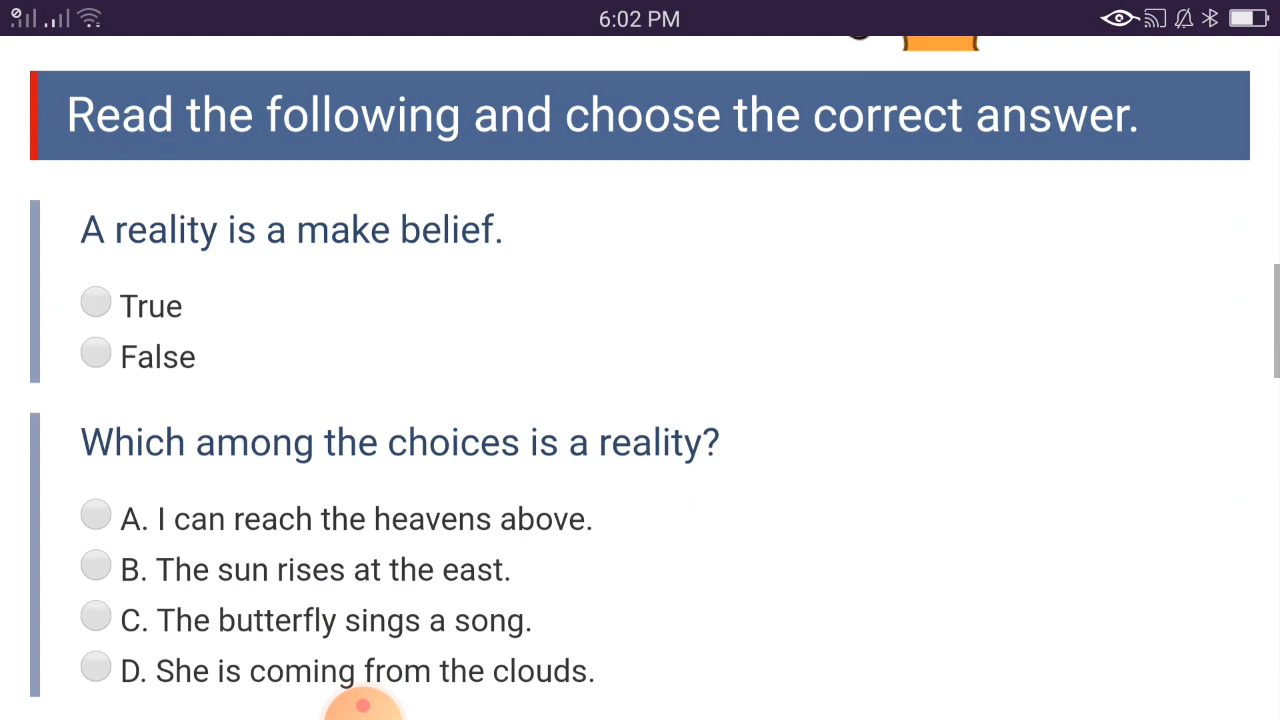 6:02 PM
Read the following and choose the correct answer.
A reality is a make belief.
True
False
Which among the choices is a reality?
A. I can reach the heavens above.
B. The sun rises at the east.
C. The butterfly sings a song.
D. She is coming from the clouds.